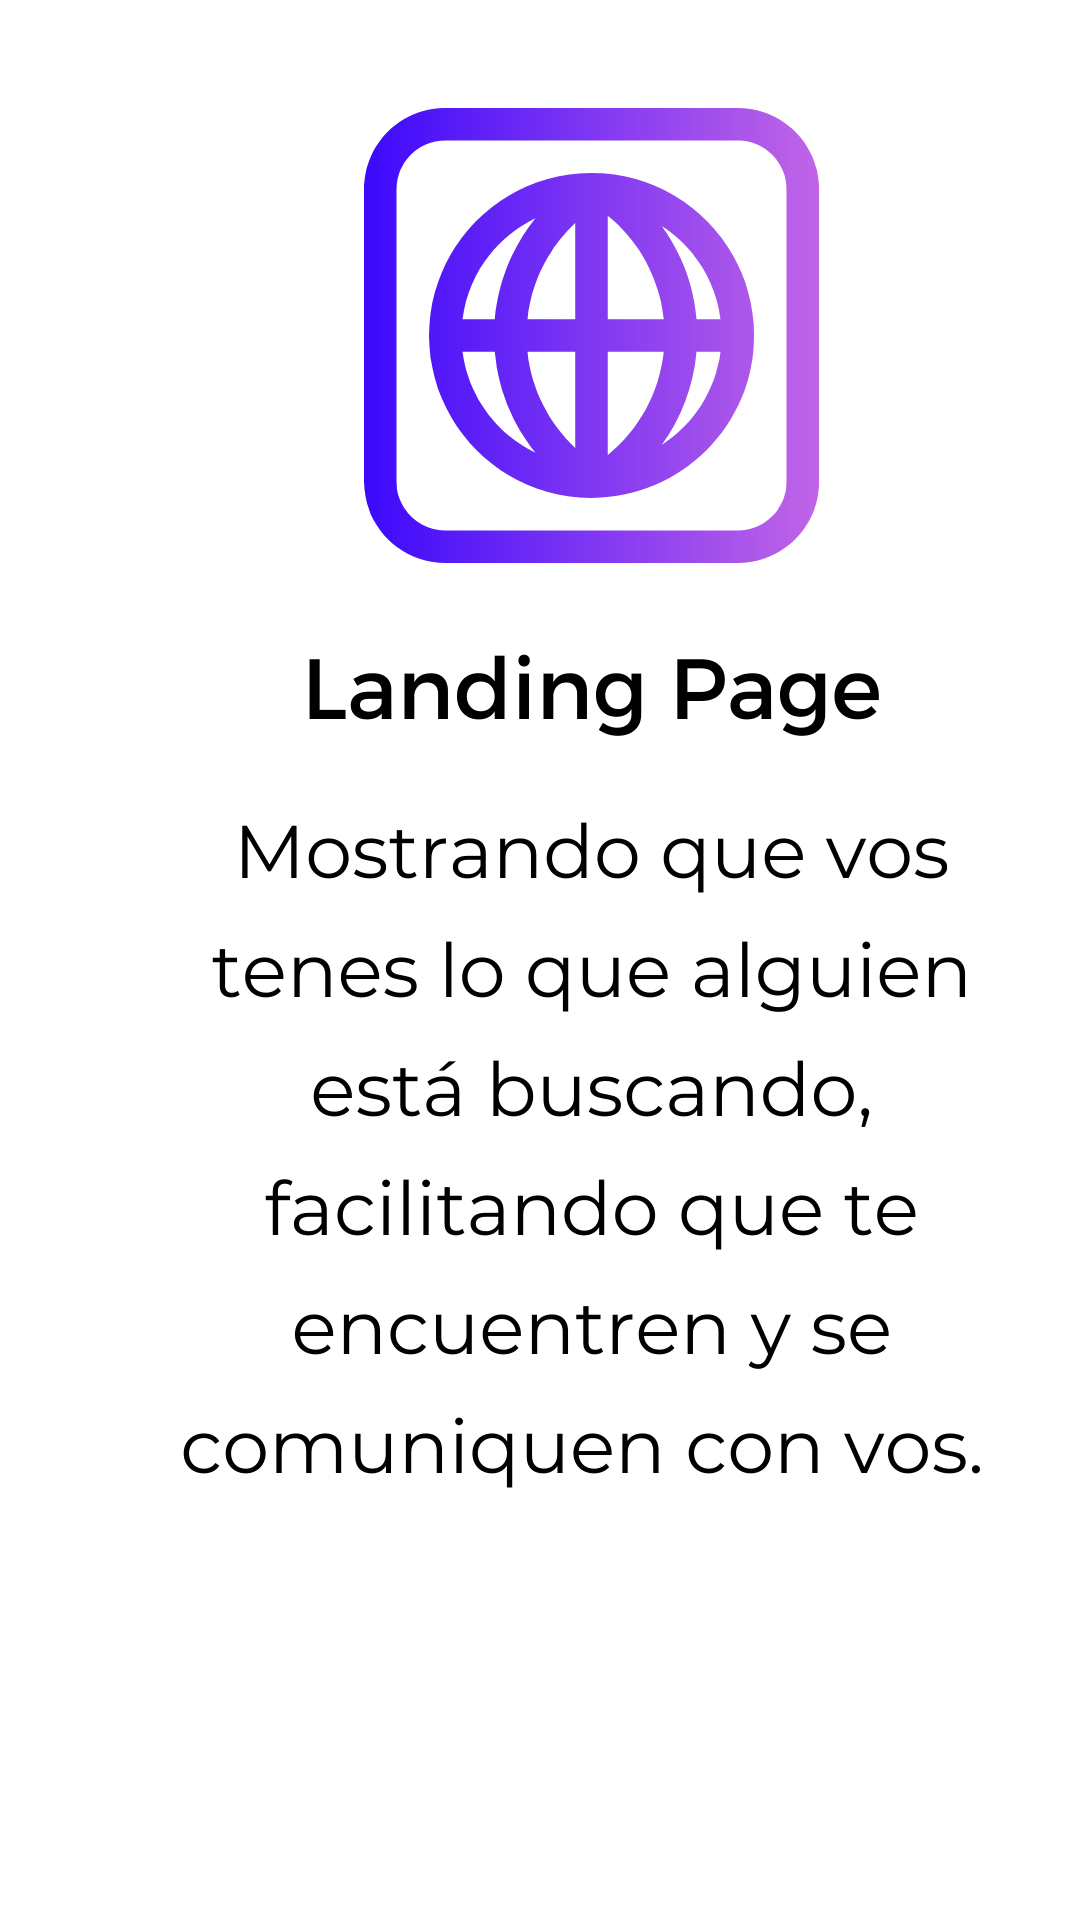 Landing Page
Mostrando que vos
tenes lo que alguien
está buscando,
facilitando que te
encuentren y se
comuniquen con vos.